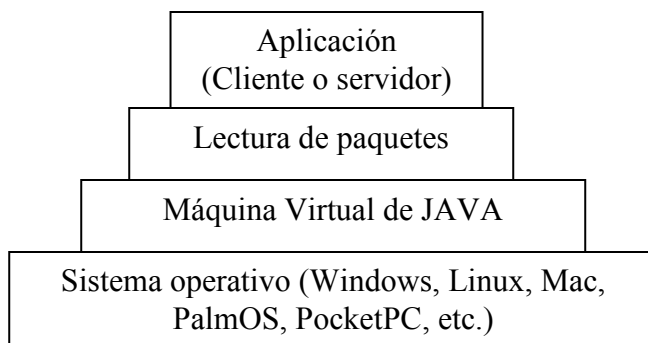 Aplicación
(Cliente o servidor)
Lectura de paquetes
Máquina Virtual de JAVA
Sistema operativo (Windows, Linux, Mac,
PalmOS, PocketPC, etc.)